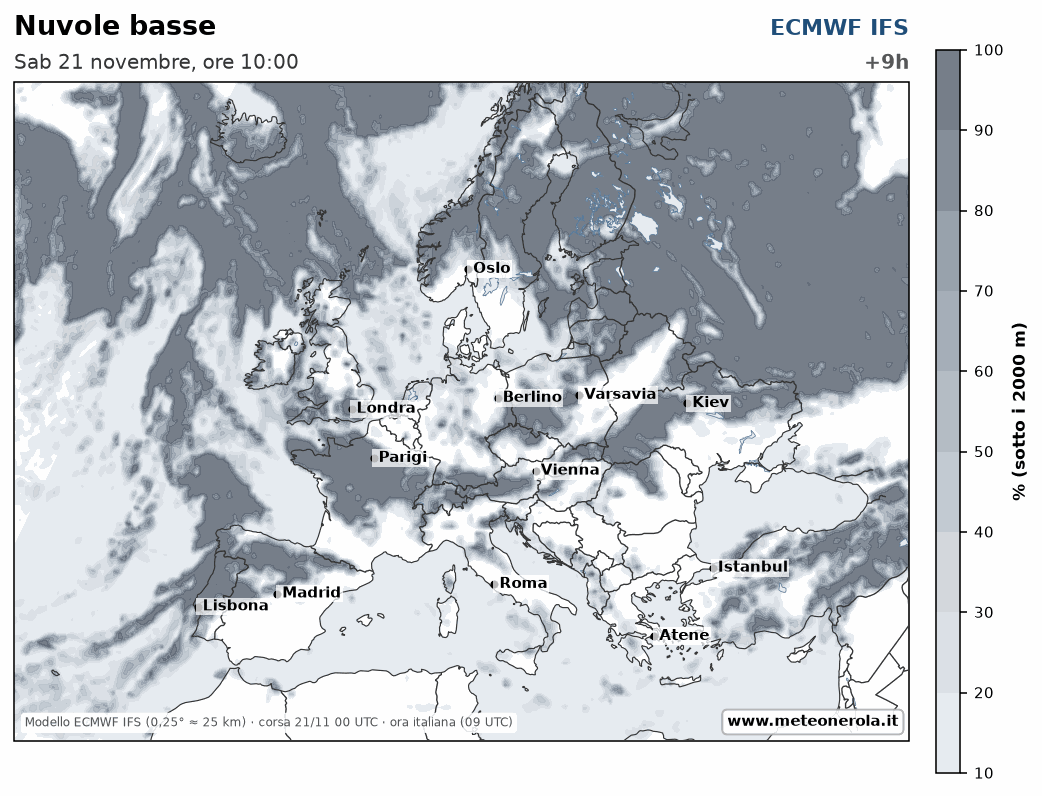 Nuvole basse
ECMWF IFS
Sab 21 novembre, ore 10:00
+9h
100
90
80
70
60
50
40
30
20
10
% (sotto i 2000 m)
Oslo
Londra
Berlino
Varsavia
Kiev
Parigi
Vienna
Madrid
Lisbona
Roma
Istanbul
Atene
Modello ECMWF IFS (0,25° ≈ 25 km) · corsa 21/11 00 UTC · ora italiana (09 UTC)
www.meteonerola.it